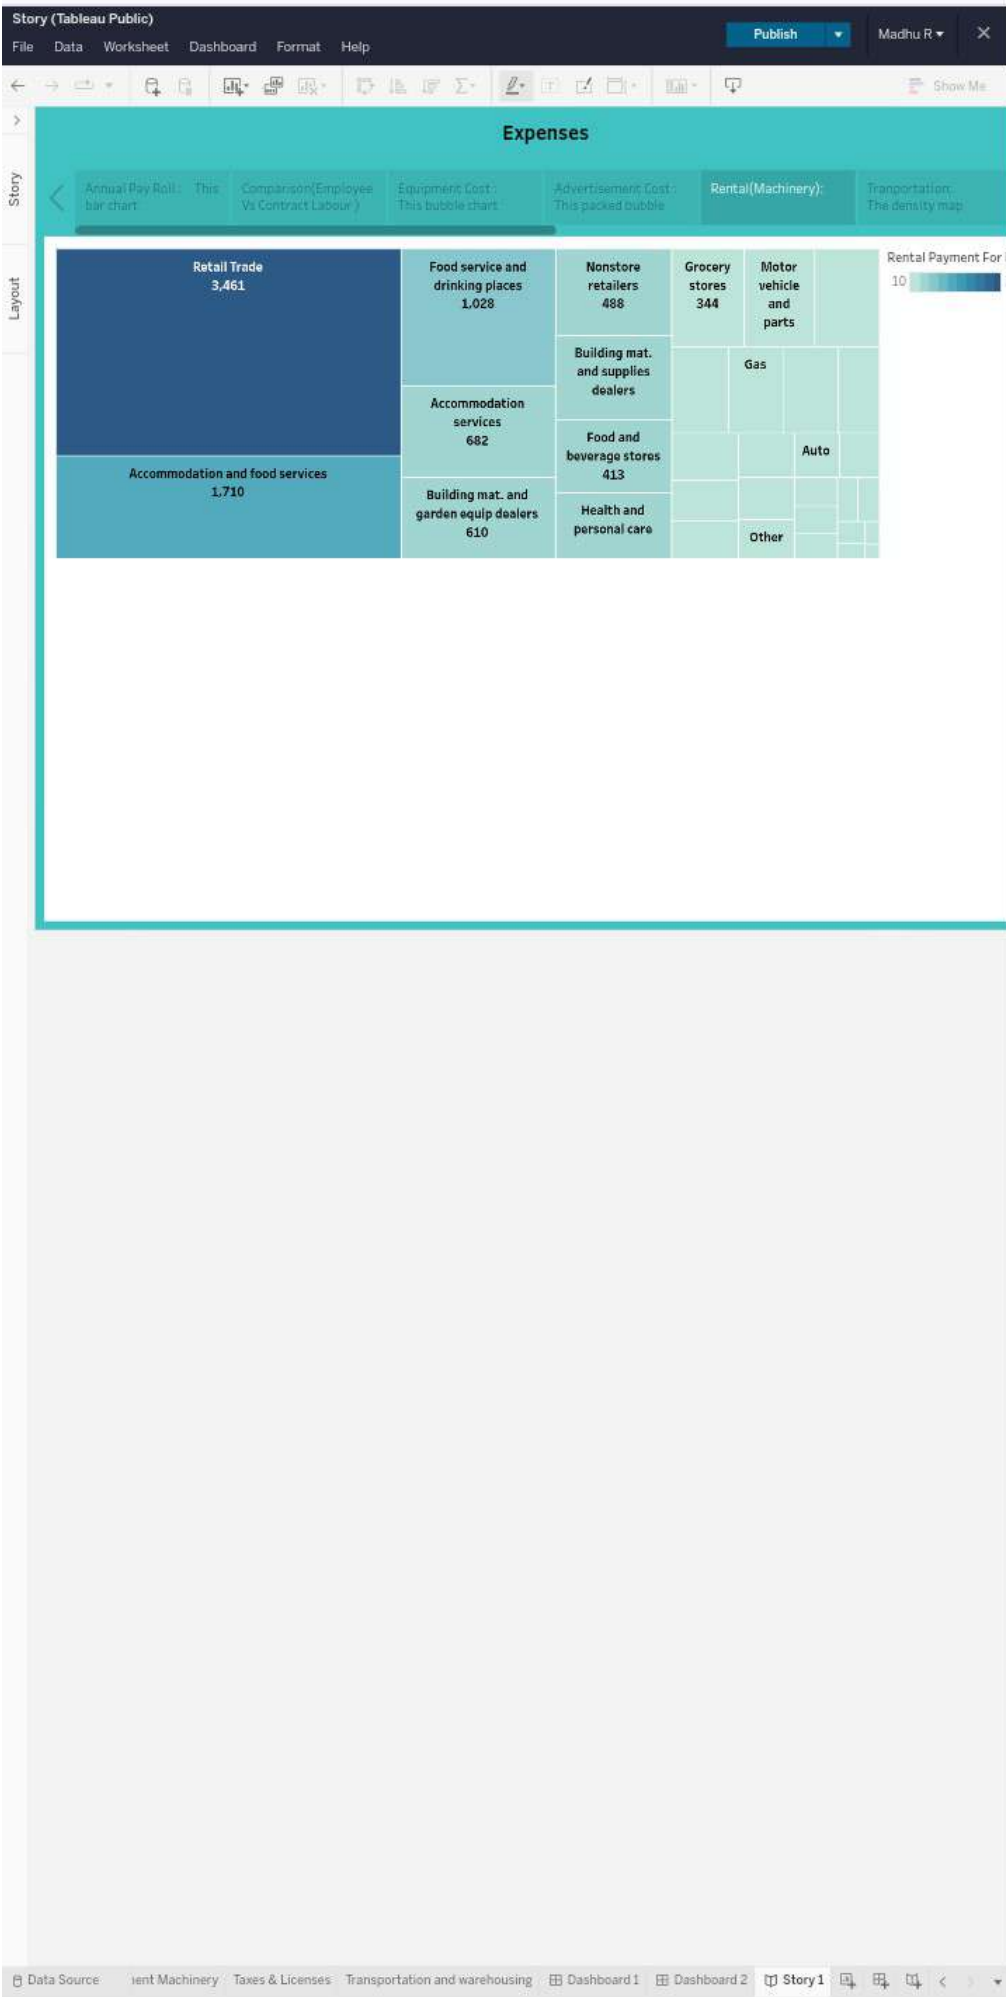 Story (Tableau Public)
File Data Worksheet Dashboard Format Help
Publish
Madhu R
Show Me
Story
Layout
Expenses
Annual Pay Roll : This
bar chart
Comparison(Employee
Vs Contract Labour )
Equipment Cost :
This bubble chart
Advertisement Cost :
This packed bubble
Rental(Machinery):
Tranportation:
The density map
Retail Trade
3,461
Accommodation and food services
1,710
Food service and
drinking places
1,028
Accommodation
services
682
Building mat. and
garden equip dealers
610
Nonstore
retailers
488
Building mat.
and supplies
dealers
Food and
beverage stores
413
Health and
personal care
Grocery
stores
344
Motor
vehicle
and
parts
Gas
Auto
Other
Rental Payment For
10
Data Source ent Machinery Taxes & Licenses Transportation and warehousing Dashboard 1 Dashboard 2 Story 1